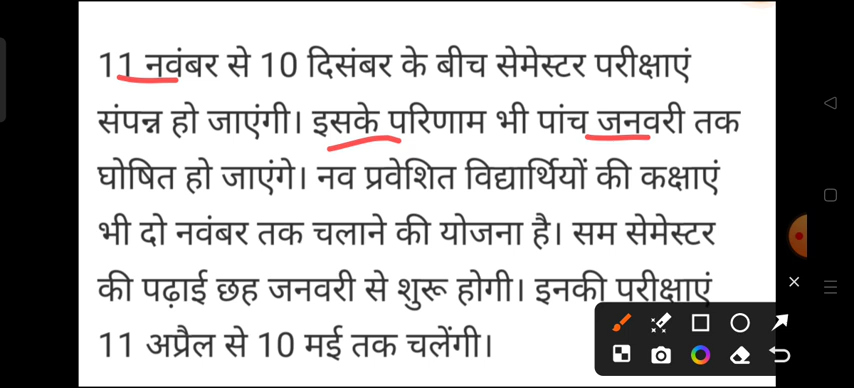 11 नवंबर से 10 दिसंबर के बीच सेमेस्टर परीक्षाएं
संपन्न हो जाएंगी। इसके परिणाम भी पांच जनवरी तक
घोषित हो जाएंगे। नव प्रवेशित विद्यार्थियों की कक्षाएं
भी दो नवंबर तक चलाने की योजना है। सम सेमेस्टर
की पढ़ाई छह जनवरी से शुरू होगी। इनकी परीक्षाएं
11 अप्रैल से 10 मई तक चलेंगी।